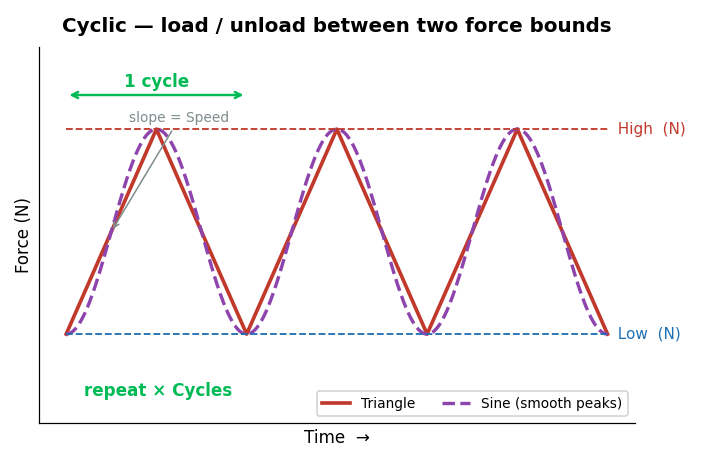 Cyclic — load / unload between two force bounds
1 cycle
slope = Speed
High  (N)
Force (N)
Low  (N)
repeat × Cycles
Triangle
Sine (smooth peaks)
Time  →